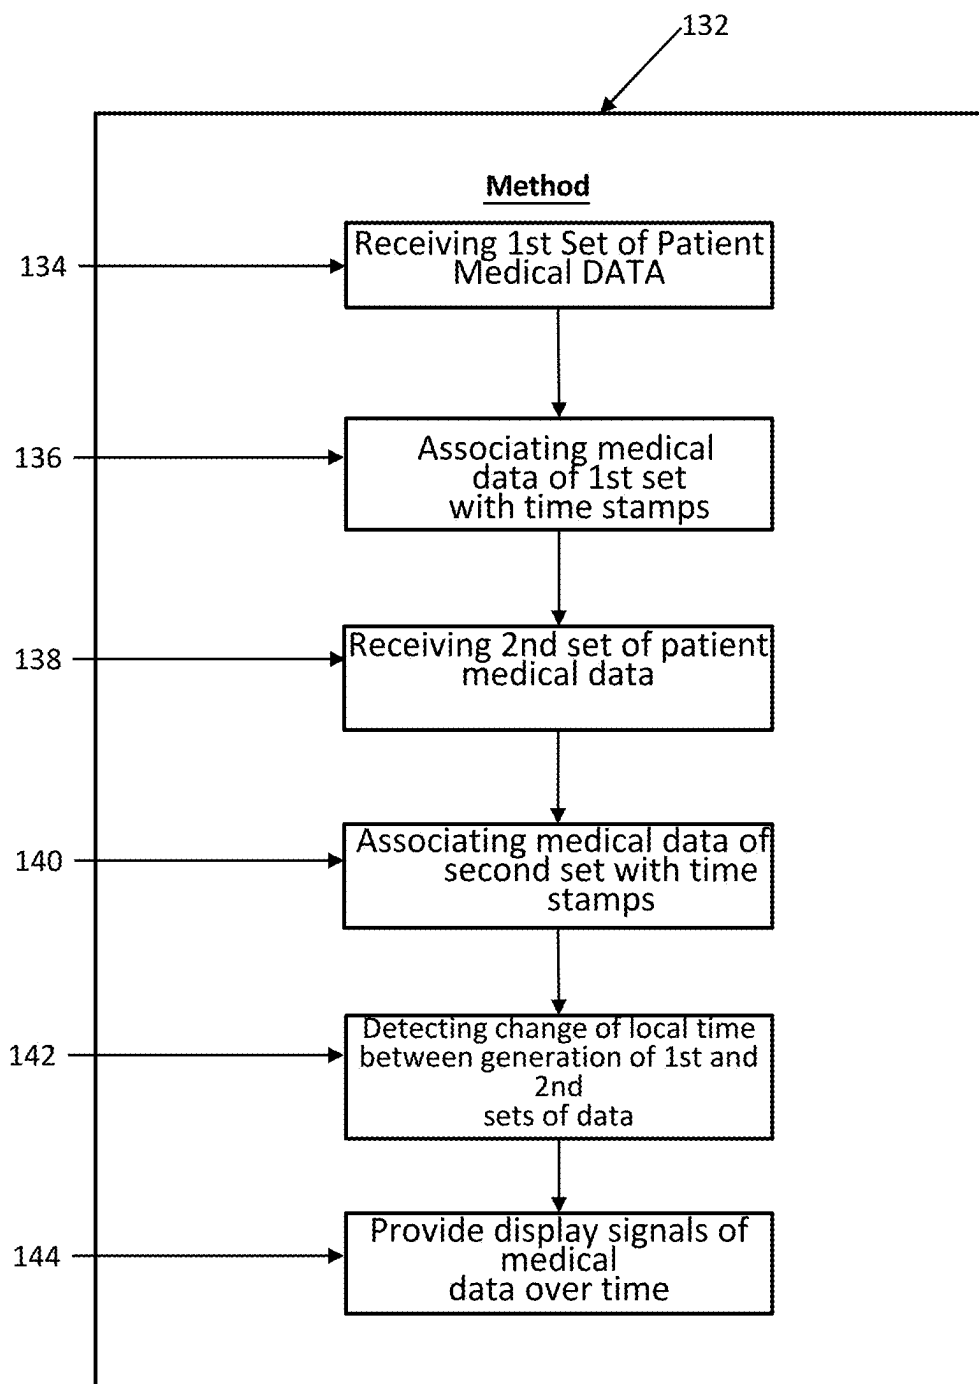 132
Method
134
Receiving 1st Set of Patient
Medical DATA
136
Associating medical
data of 1st set
with time stamps
138
Receiving 2nd set of patient
medical data
140
Associating medical data of
second set with time
stamps
142
Detecting change of local time
between generation of 1st and
2nd
sets of data
144
Provide display signals of
medical
data over time